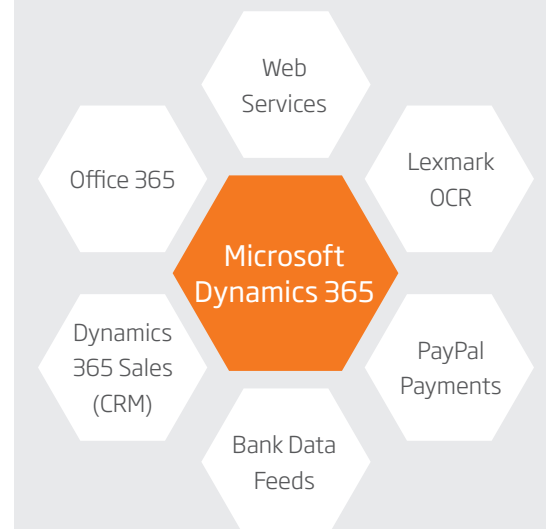 Web
Services
Office 365
Lexmark
OCR
Microsoft
Dynamics 365
Dynamics
365 Sales
(CRM)
PayPal
Payments
Bank Data
Feeds